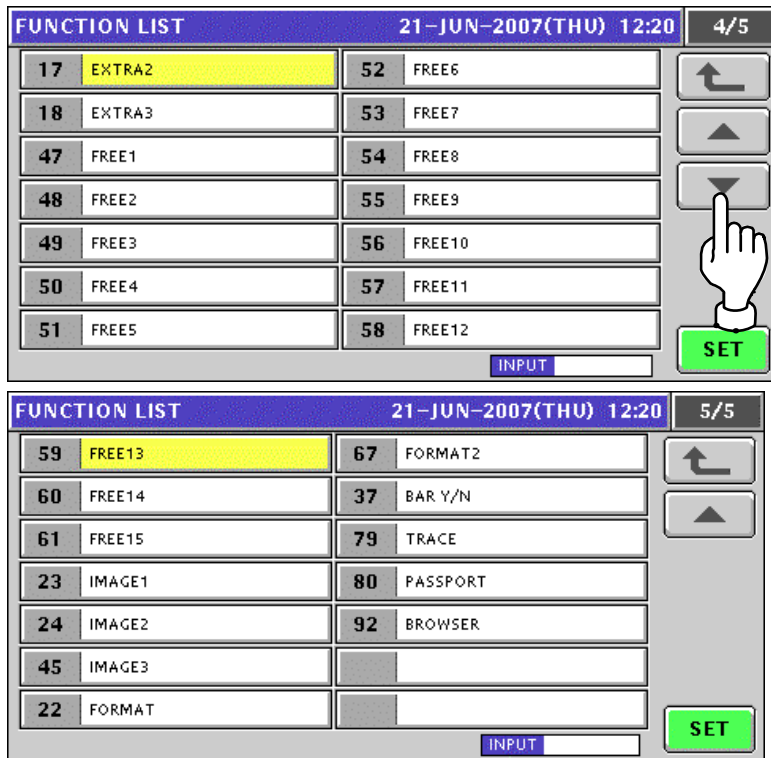 FUNCTION LIST 21-JUN-2007(THU) 12:20 4/5
17 EXTRA2 52 FREE6
18 EXTRA3 53 FREE7
47 FREE1 54 FREE8
48 FREE2 55 FREE9
49 FREE3 56 FREE10
50 FREE4 57 FREE11
51 FREE5 58 FREE12
SET
INPUT
FUNCTION LIST 21-JUN-2007(THU) 12:20 5/5
59 FREE13 67 FORMAT2
60 FREE14 37 BAR Y/N
61 FREE15 79 TRACE
23 IMAGE1 80 PASSPORT
24 IMAGE2 92 BROWSER
45 IMAGE3
22 FORMAT
SET
INPUT